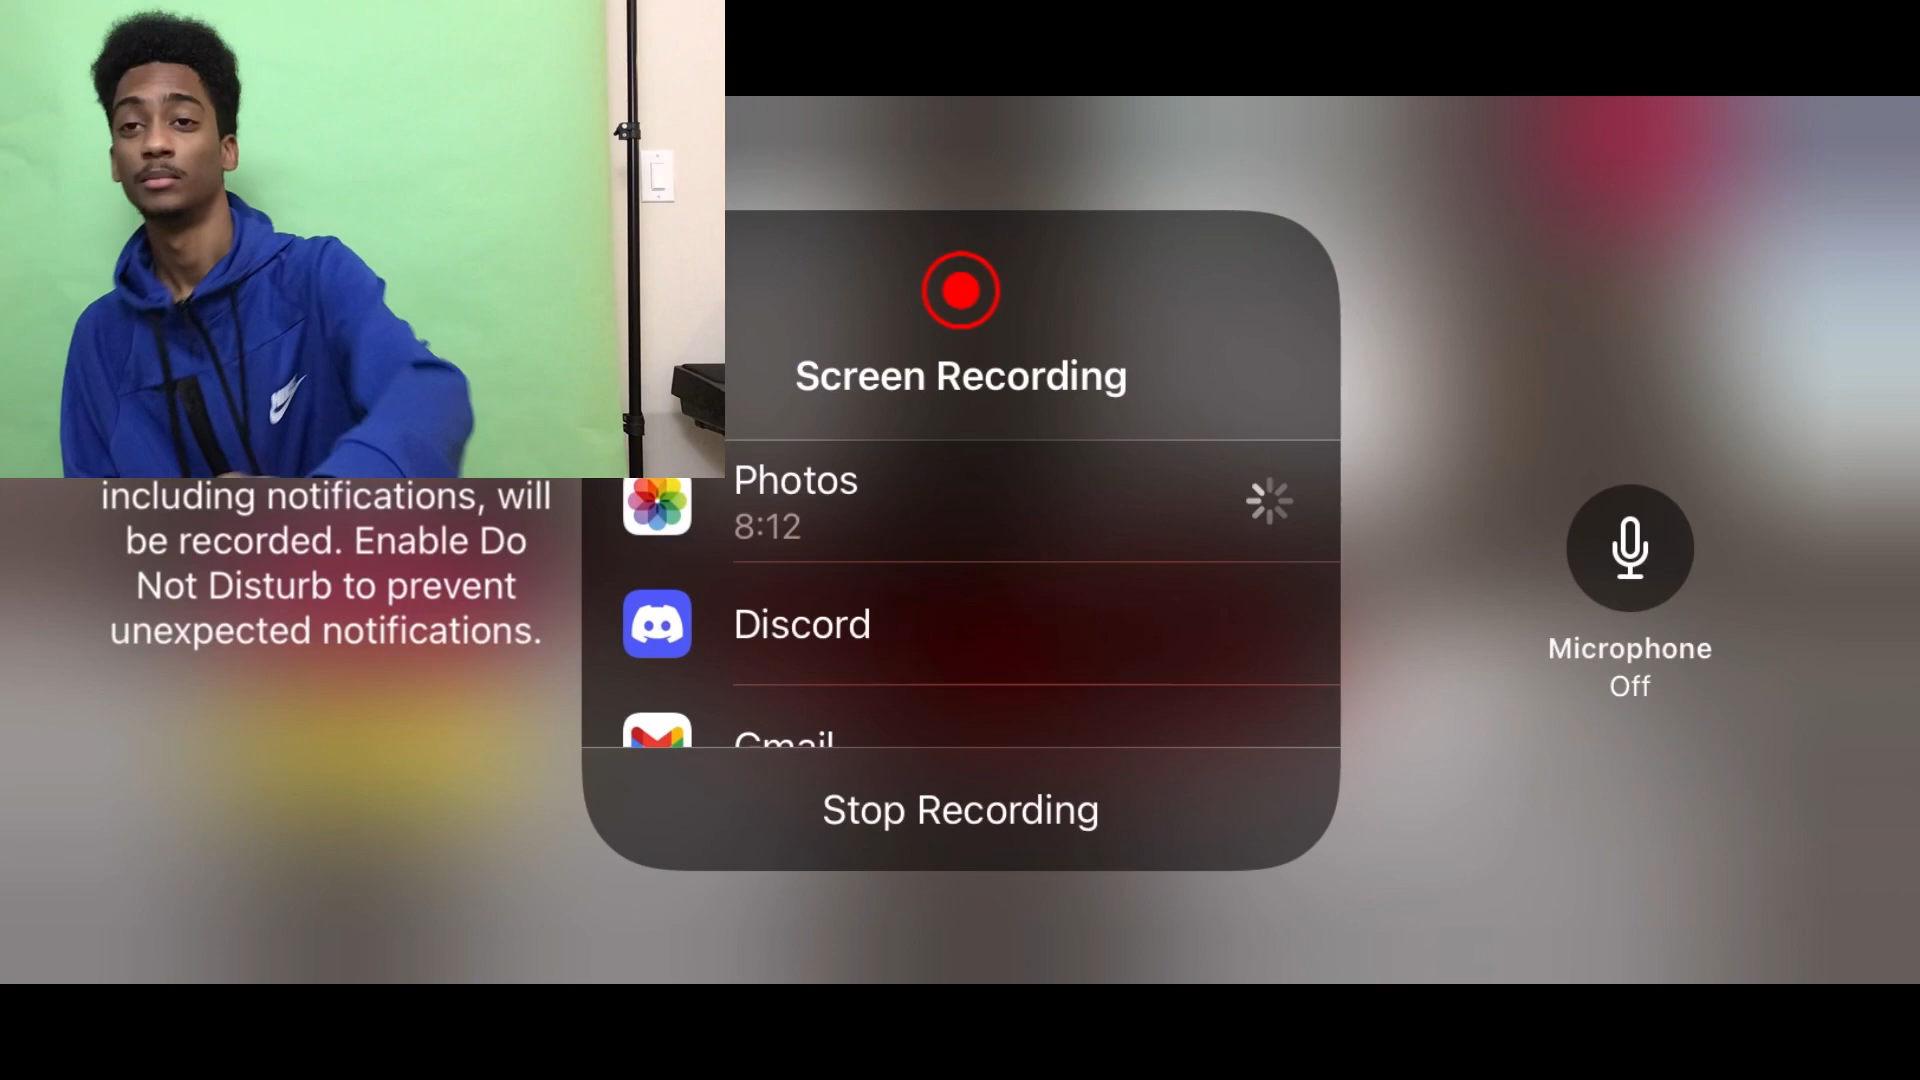 Screen Recording
Photos
8:12
including notifications, will
be recorded. Enable Do
Not Disturb to prevent
unexpected notifications.
Discord
Gmail
Stop Recording
Microphone
Off